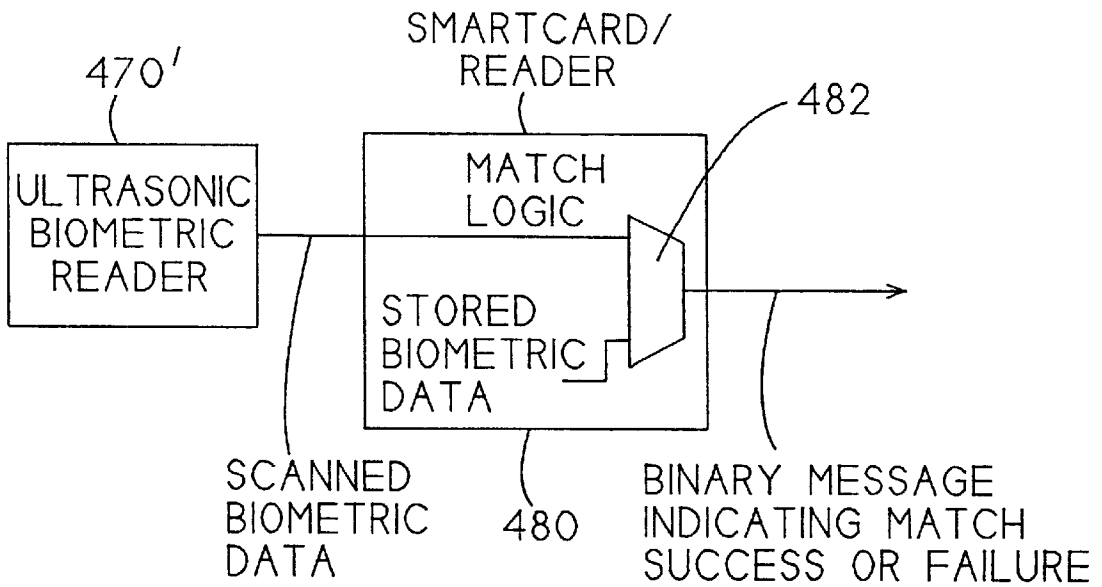 SMARTCARD/
READER
470'
482
ULTRASONIC
BIOMETRIC
READER
MATCH
LOGIC
STORED
BIOMETRIC
DATA
SCANNED
BIOMETRIC
DATA
480
BINARY MESSAGE
INDICATING MATCH
SUCCESS OR FAILURE